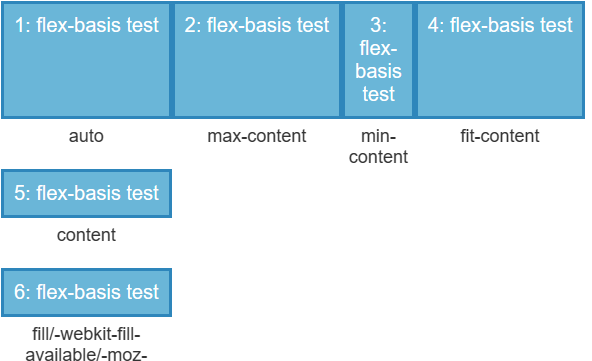 1: flex-basis test
2: flex-basis test
3:
flex-
basis
test
4: flex-basis test
auto
max-content
min-
content
fit-content
5: flex-basis test
content
6: flex-basis test
fill/-webkit-fill-
available/-moz-